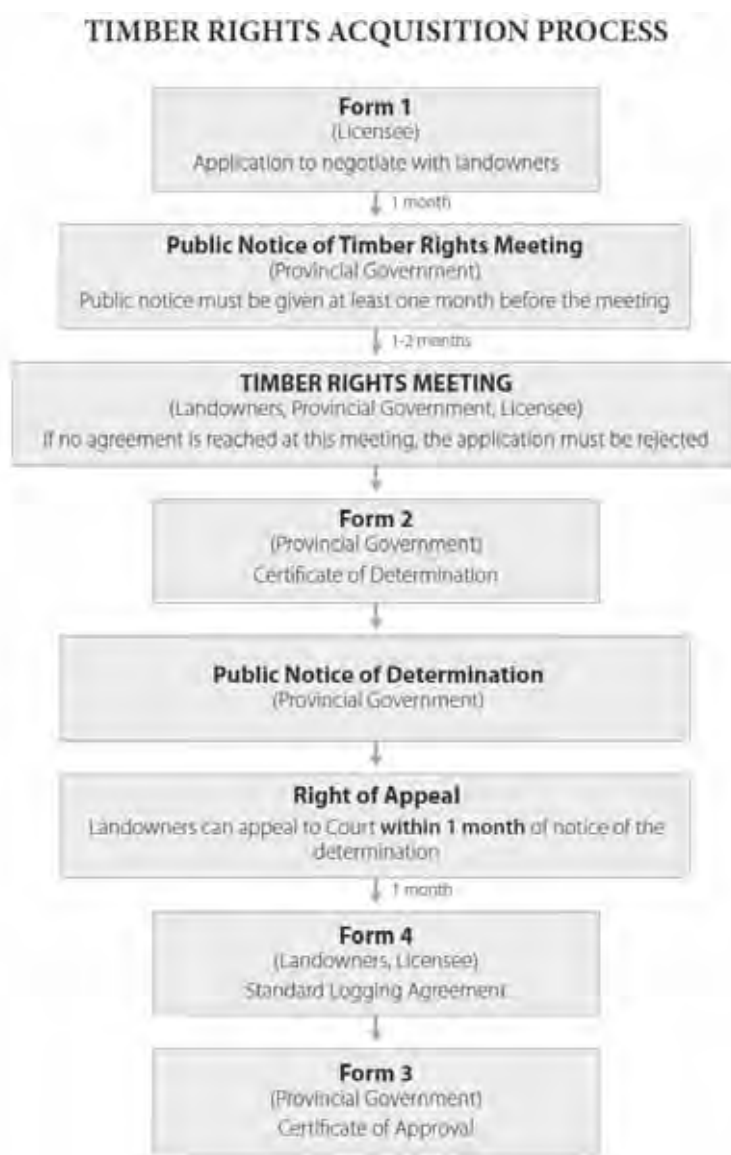 TIMBER RIGHTS ACQUISITION PROCESS
Form 1
(Licensee)
Application to negotiate with landowners
1 month
Public Notice of Timber Rights Meeting
(Provincial Government)
Public notice must be given at least one month before the meeting
1-2 months
TIMBER RIGHTS MEETING
(Landowners, Provincial Government, Licensee)
If no agreement is reached at this meeting, the application must be rejected
Form 2
(Provincial Government)
Certificate of Determination
Public Notice of Determination
(Provincial Government)
Right of Appeal
Landowners can appeal to Court within 1 month of notice of the
determination
1 month
Form 4
(Landowners, Licensee)
Standard Logging Agreement
Form 3
(Provincial Government)
Certificate of Approval